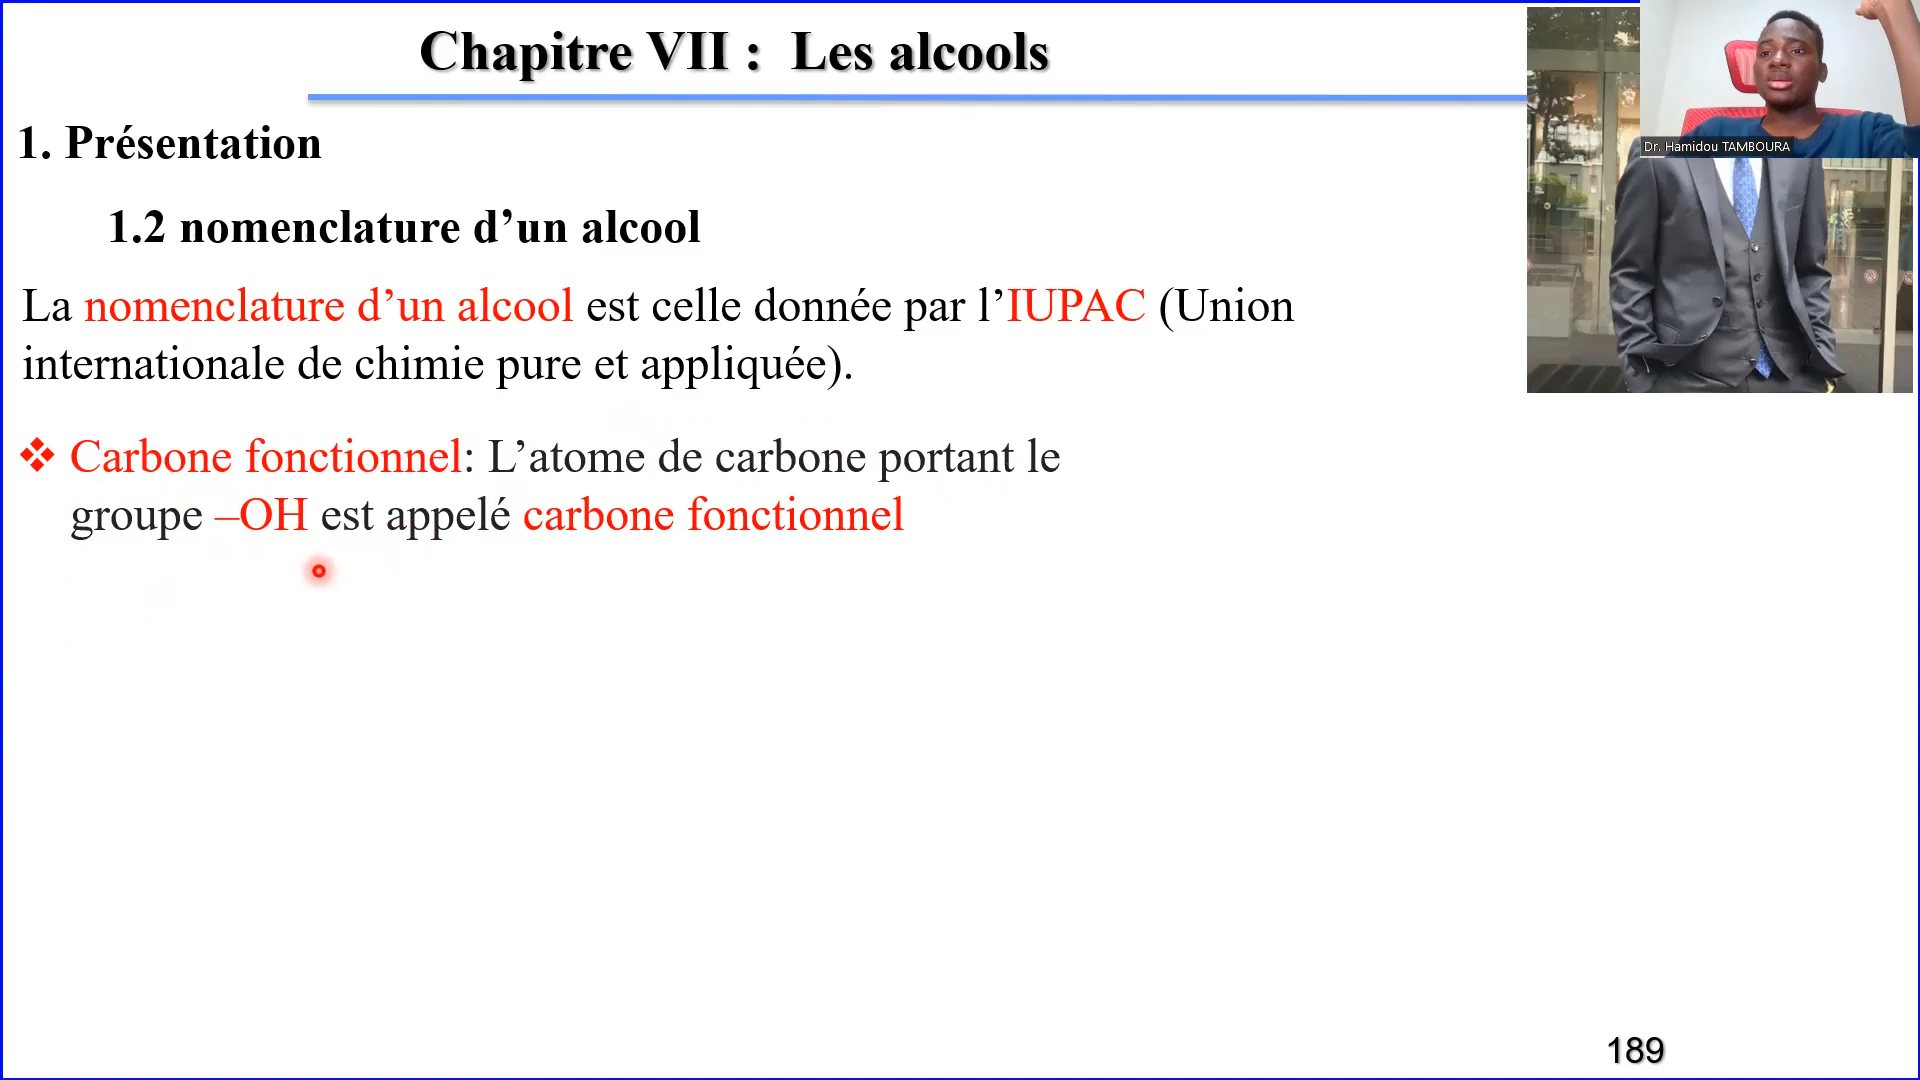 Chapitre VII :  Les alcools
Dr. Hamidou TAMBOURA
1. Présentation
1.2 nomenclature d’un alcool
La nomenclature d’un alcool est celle donnée par l’IUPAC (Union
internationale de chimie pure et appliquée).
❖ Carbone fonctionnel: L’atome de carbone portant le
groupe –OH est appelé carbone fonctionnel
189